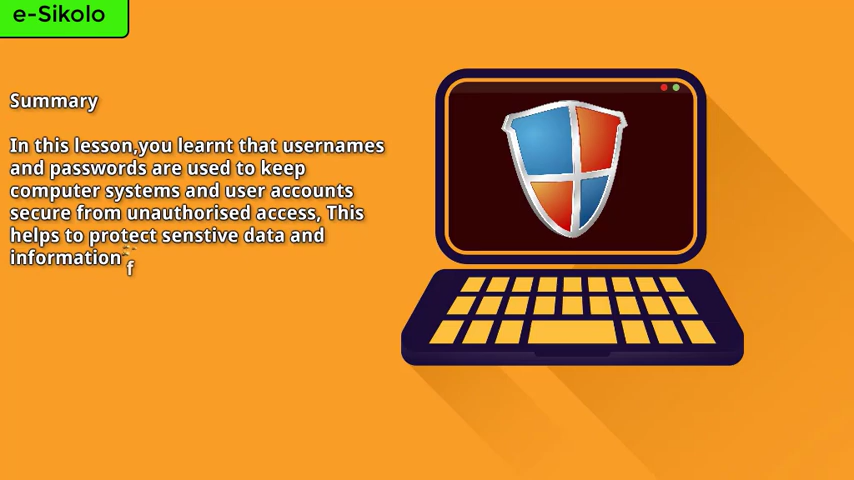 e-Sikolo
Summary
In this lesson,you learnt that usernames
and passwords are used to keep
computer systems and user accounts
secure from unauthorised access, This
helps to protect senstive data and
information
f